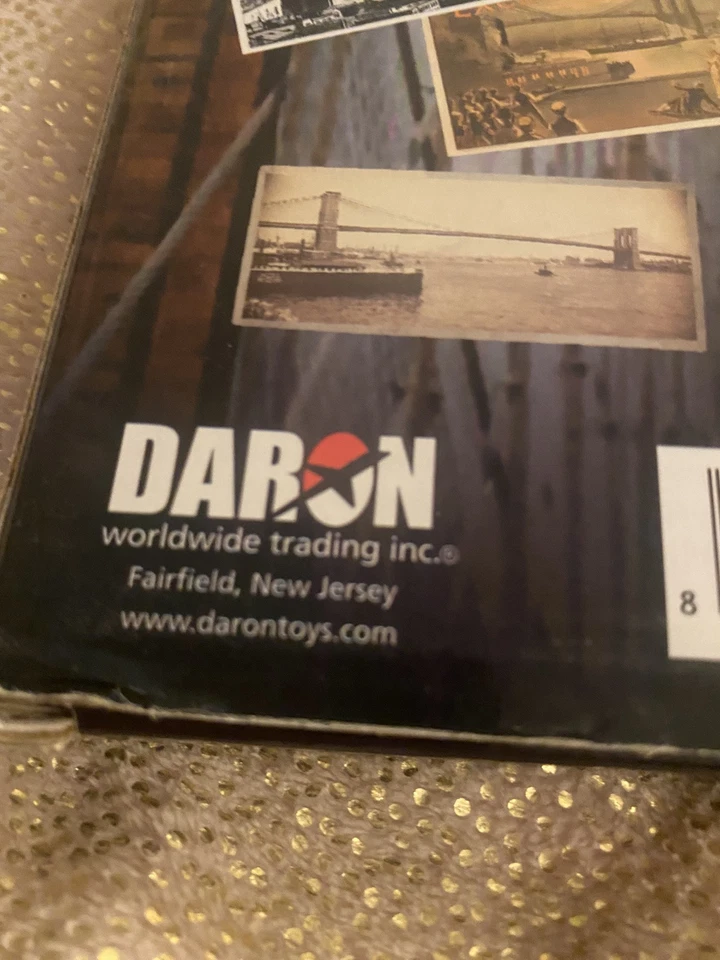 DARON
worldwide trading inc.®
Fairfield, New Jersey
www.darontoys.com
8